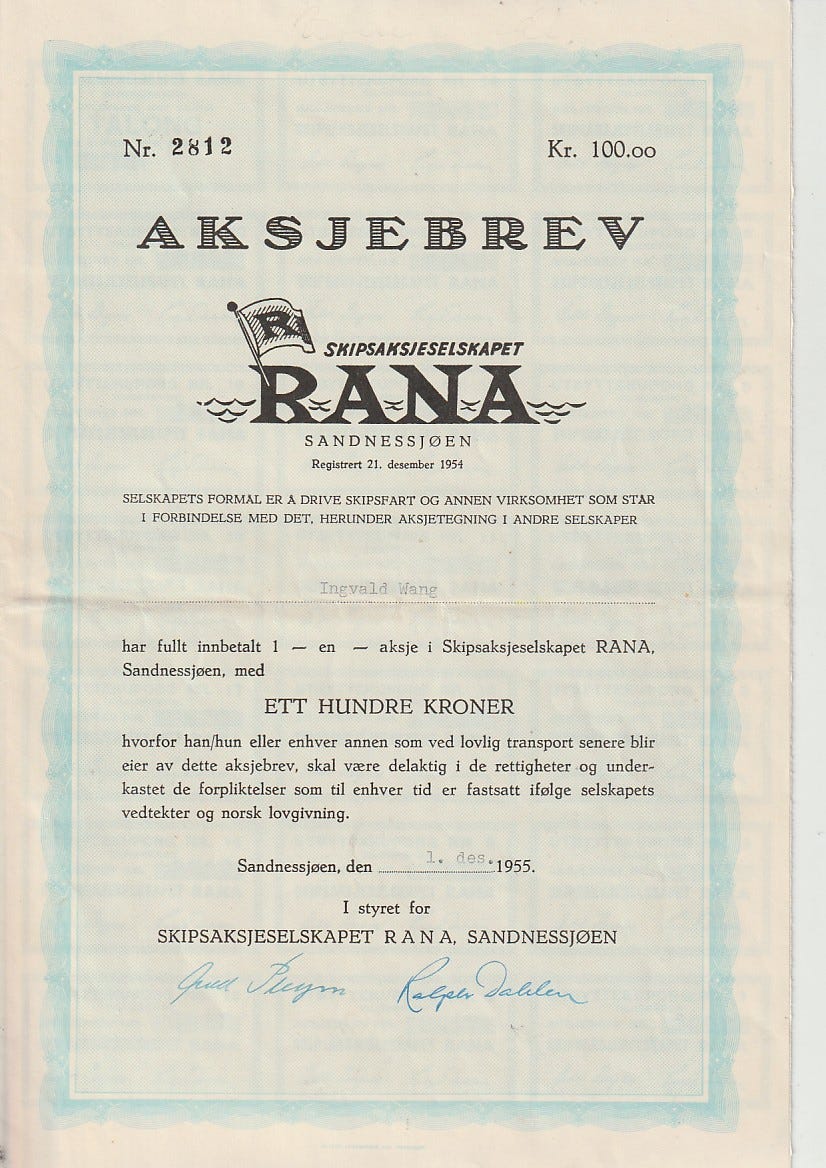 Nr. 2812
Kr. 100.00
AKSJEBREV
R
SKIPSAKSJESELSKAPET
RANA
SANDNESSJØEN
Registrert 21. desember 1954
SELSKAPETS FORMÅL ER Å DRIVE SKIPSFART OG ANNEN VIRKSOMHET SOM STÅR
I FORBINDELSE MED DET, HERUNDER AKSJETEGNING I ANDRE SELSKAPER
Ingvald Wang
har fullt innbetalt 1 — en — aksje i Skipsaksjeselskapet RANA,
Sandnessjøen, med
ETT HUNDRE KRONER
hvorfor han/hun eller enhver annen som ved lovlig transport senere blir
eier av dette aksjebrev, skal være delaktig i de rettigheter og under-
kastet de forpliktelser som til enhver tid er fastsatt ifølge selskapets
vedtekter og norsk lovgivning.
Sandnessjøen, den 1. des. 1955.
I styret for
SKIPSAKSJESELSKAPET RANA, SANDNESSJØEN
Dahlen